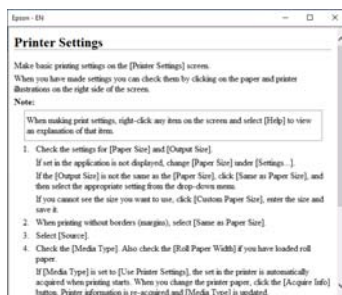 Epson - EN
Printer Settings
Make basic printing settings on the [Printer Settings] screen.
When you have made settings you can check them by clicking on the paper and printer
illustrations on the right side of the screen.
Note:
When making print settings, right-click any item on the screen and select [Help] to view
an explanation of that item.
1. Check the settings for [Paper Size] and [Output Size].
If set in the application is not displayed, change [Paper Size] under [Settings...].
If the [Output Size] is not the same as the [Paper Size], click [Same as Paper Size], and
then select the appropriate setting from the drop-down menu.
If you cannot see the size you want to use, click [Custom Paper Size], enter the size and
save it.
2. When printing without borders (margins), select [Same as Paper Size].
3. Select [Source].
4. Check the [Media Type]. Also check the [Roll Paper Width] if you have loaded roll
paper.
If [Media Type] is set to [Use Printer Settings], the set in the printer is automatically
acquired when printing starts. When you change the printer paper, click the [Acquire Info]
button. Printer information is re-acquired and [Media Type] is updated.